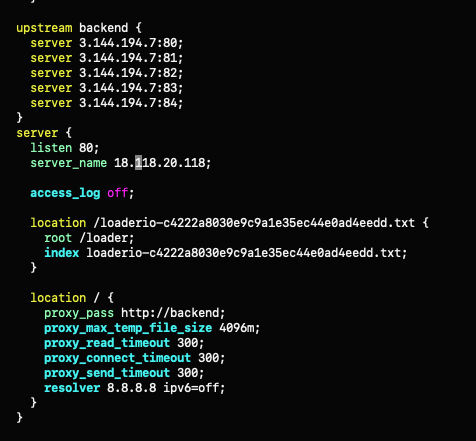 }
upstream backend {
server 3.144.194.7:80;
server 3.144.194.7:81;
server 3.144.194.7:82;
server 3.144.194.7:83;
server 3.144.194.7:84;
}
server {
listen 80;
server_name 18.118.20.118;
access_log off;
location /loaderio-c4222a8030e9c9a1e35ec44e0ad4eedd.txt {
root /loader;
index loaderio-c4222a8030e9c9a1e35ec44e0ad4eedd.txt;
}
location / {
proxy_pass http://backend;
proxy_max_temp_file_size 4096m;
proxy_read_timeout 300;
proxy_connect_timeout 300;
proxy_send_timeout 300;
resolver 8.8.8.8 ipv6=off;
}
}